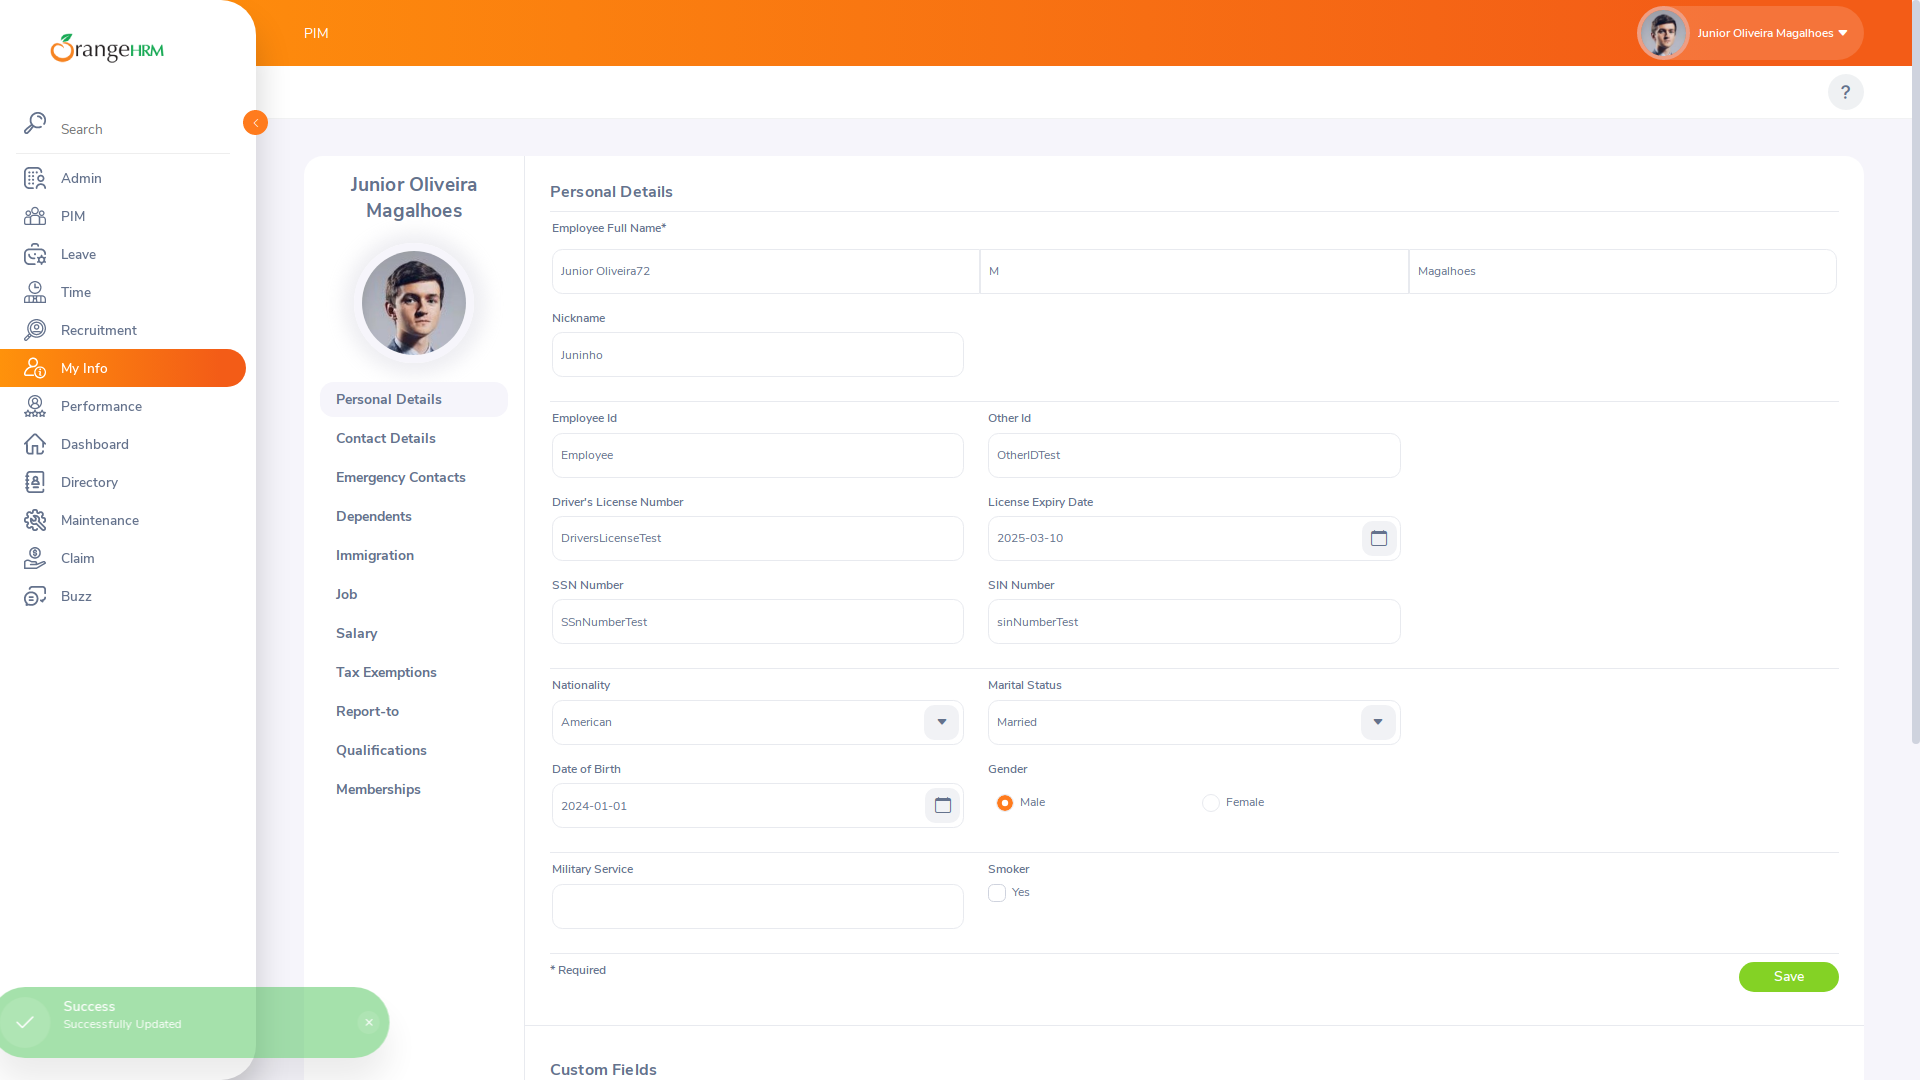 OrangeHRM
PIM
Junior Oliveira Magalhoes
?
Search
Admin
PIM
Leave
Time
Recruitment
My Info
Performance
Dashboard
Directory
Maintenance
Claim
Buzz
Junior Oliveira
Magalhoes
Personal Details
Contact Details
Emergency Contacts
Dependents
Immigration
Job
Salary
Tax Exemptions
Report-to
Qualifications
Memberships
Personal Details
Employee Full Name*
Junior Oliveira72 M Magalhoes
Nickname
Juninho
Employee Id Other Id
Employee OtherIDTest
Driver's License Number License Expiry Date
DriversLicenseTest 2025-03-10
SSN Number SIN Number
SSnNumberTest sinNumberTest
Nationality Marital Status
American Married
Date of Birth Gender
2024-01-01 Male Female
Military Service Smoker
Yes
* Required
Save
Custom Fields
Success
Successfully Updated